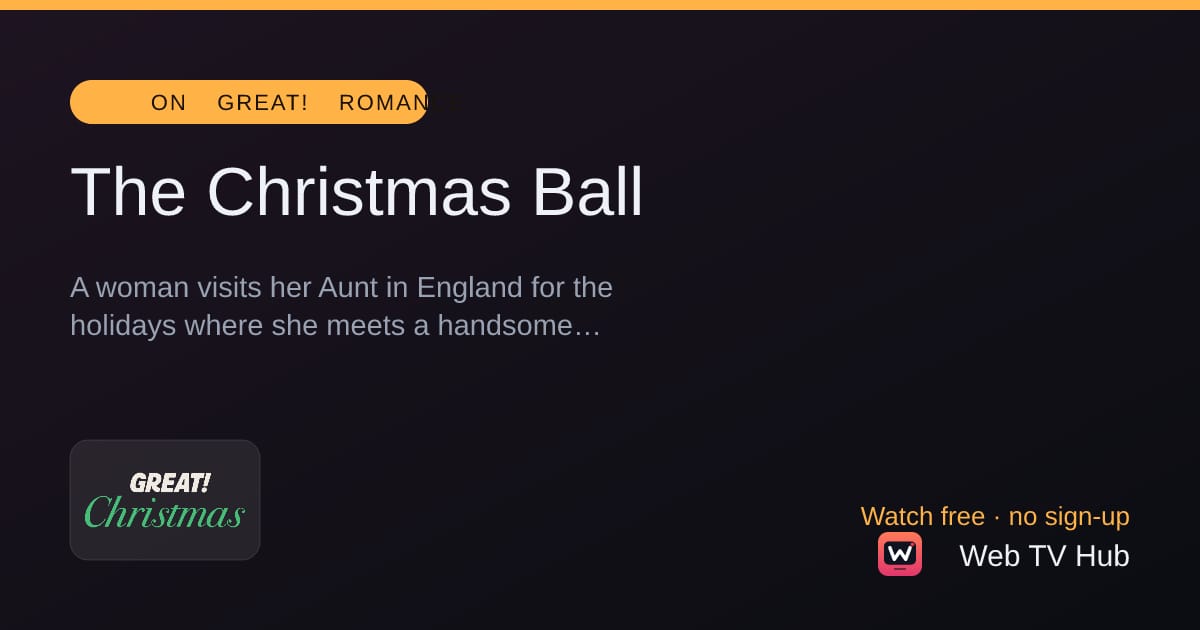 ON GREAT! ROMANCE
The Christmas Ball
A woman visits her Aunt in England for the
holidays where she meets a handsome…
GREAT!
Christmas
Watch free · no sign-up
W
Web TV Hub